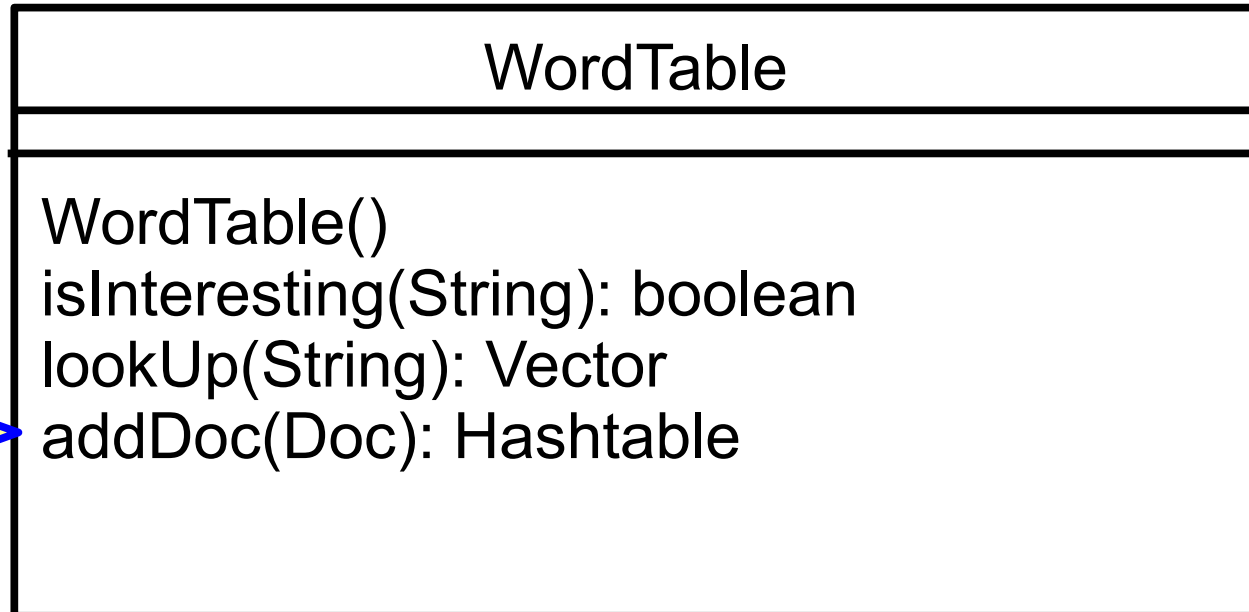 WordTable
WordTable()
isInteresting(String): boolean
lookUp(String): Vector
addDoc(Doc): Hashtable